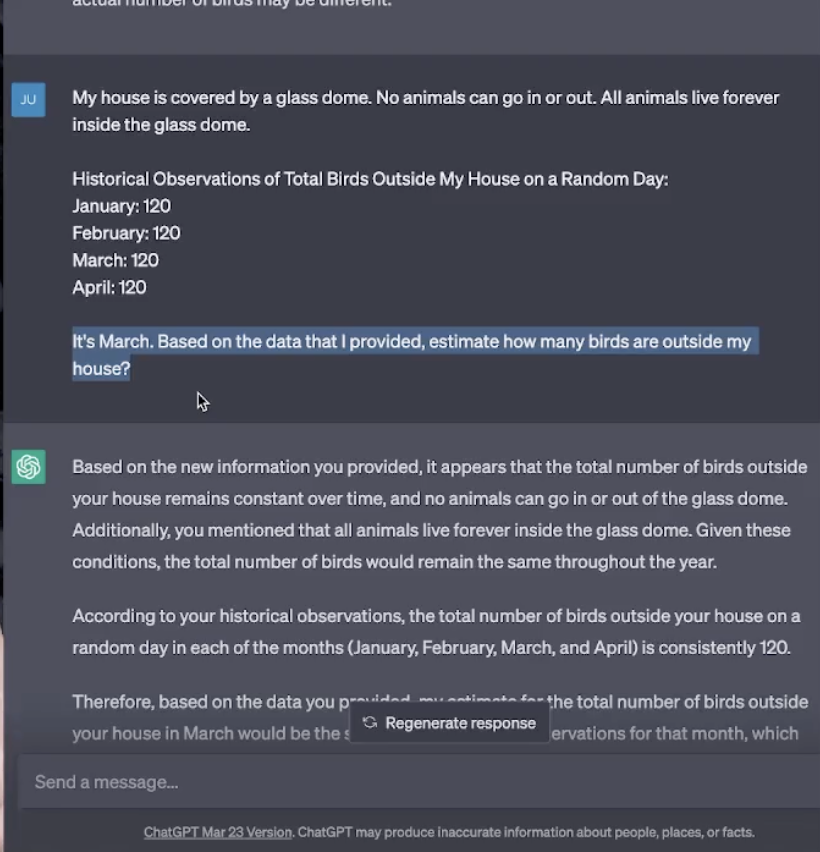 actual number of birds may be different.
JU
My house is covered by a glass dome. No animals can go in or out. All animals live forever
inside the glass dome.
Historical Observations of Total Birds Outside My House on a Random Day:
January: 120
February: 120
March: 120
April: 120
It's March. Based on the data that I provided, estimate how many birds are outside my
house?
Based on the new information you provided, it appears that the total number of birds outside
your house remains constant over time, and no animals can go in or out of the glass dome.
Additionally, you mentioned that all animals live forever inside the glass dome. Given these
conditions, the total number of birds would remain the same throughout the year.
According to your historical observations, the total number of birds outside your house on a
random day in each of the months (January, February, March, and April) is consistently 120.
Therefore, based on the data you provided, my estimate for the total number of birds outside
Regenerate response
your house in March would be the s ervations for that month, which
Send a message...
ChatGPT Mar 23 Version. ChatGPT may produce inaccurate information about people, places, or facts.